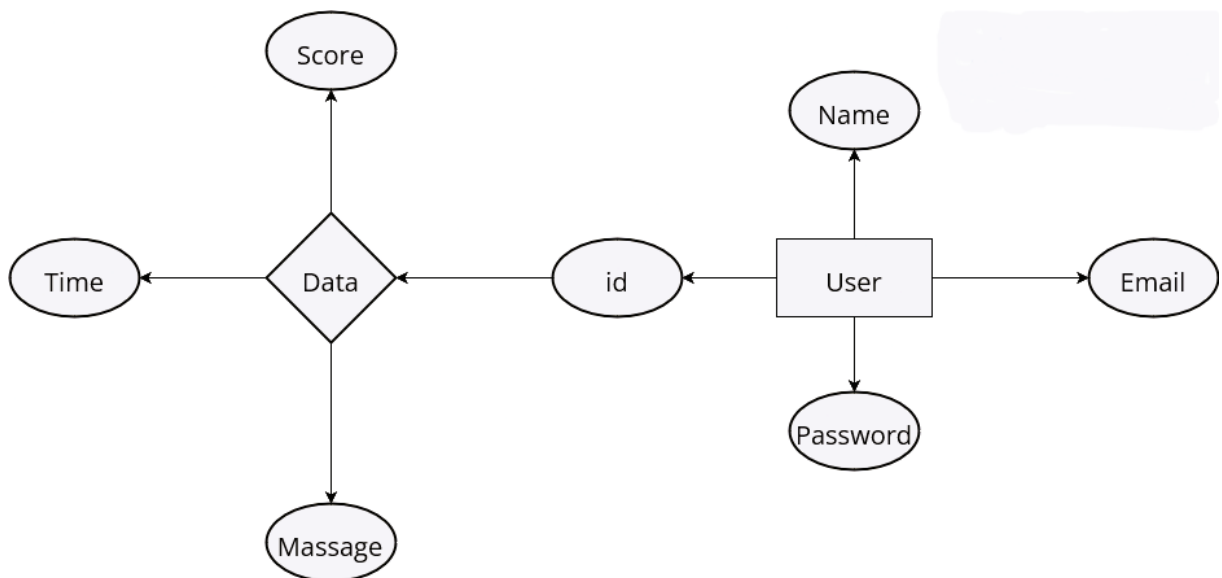 Score
Name
Time
Data
id
User
Email
Password
Massage